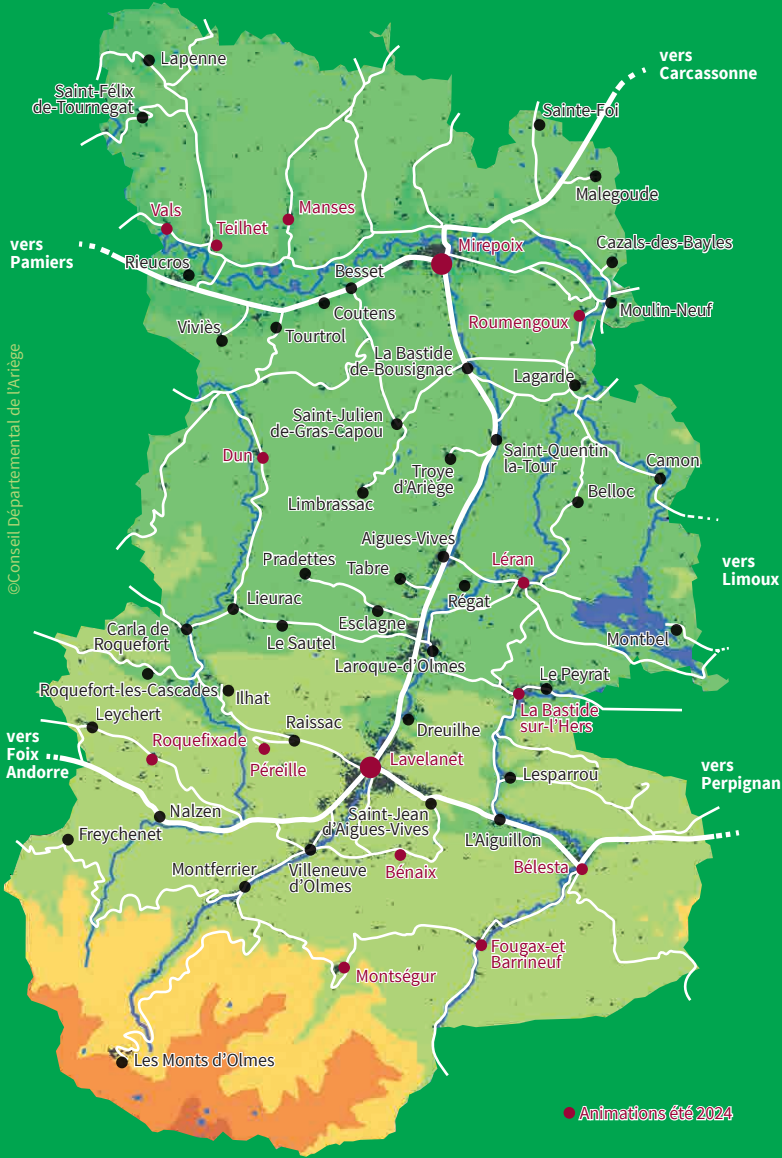 Lapenne
vers
Carcassonne
Saint-Félix
de-Tournegat
Sainte-Foi
Malegoude
Vals
Manses
Teilhet
Mirepoix
vers
Pamiers
Cazals-des-Bayles
Rieucros
Besset
Coutens
Moulin-Neuf
Roumengoux
Viviès
Tourtrol
La Bastide
de-Bousignac
Lagarde
Saint-Julien
de-Gras-Capou
Dun
Saint-Quentin
la-Tour
Troye
d'Ariège
Camon
Limbrassac
Belloc
©Conseil Départemental de l'Ariège
Aigues-Vives
Pradettes
Tabre
Léran
vers
Limoux
Lieurac
Régat
Esclagne
Carla de
Roquefort
Le Sautel
Montbel
Laroque-d'Olmes
Le Peyrat
Roquefort-les-Cascades
Ilhat
La Bastide
sur-l'Hers
Leychert
Raissac
Dreuilhe
vers
Foix
Andorre
Roquefixade
Péreille
Lavelanet
Lesparrou
vers
Perpignan
Nalzen
Saint-Jean
d'Aigues-Vives
Freychenet
L'Aiguillon
Montferrier
Villeneuve
d'Olmes
Bénaix
Bélesta
Fougax-et
Barrineuf
Montségur
Les Monts d'Olmes
Animations été 2024